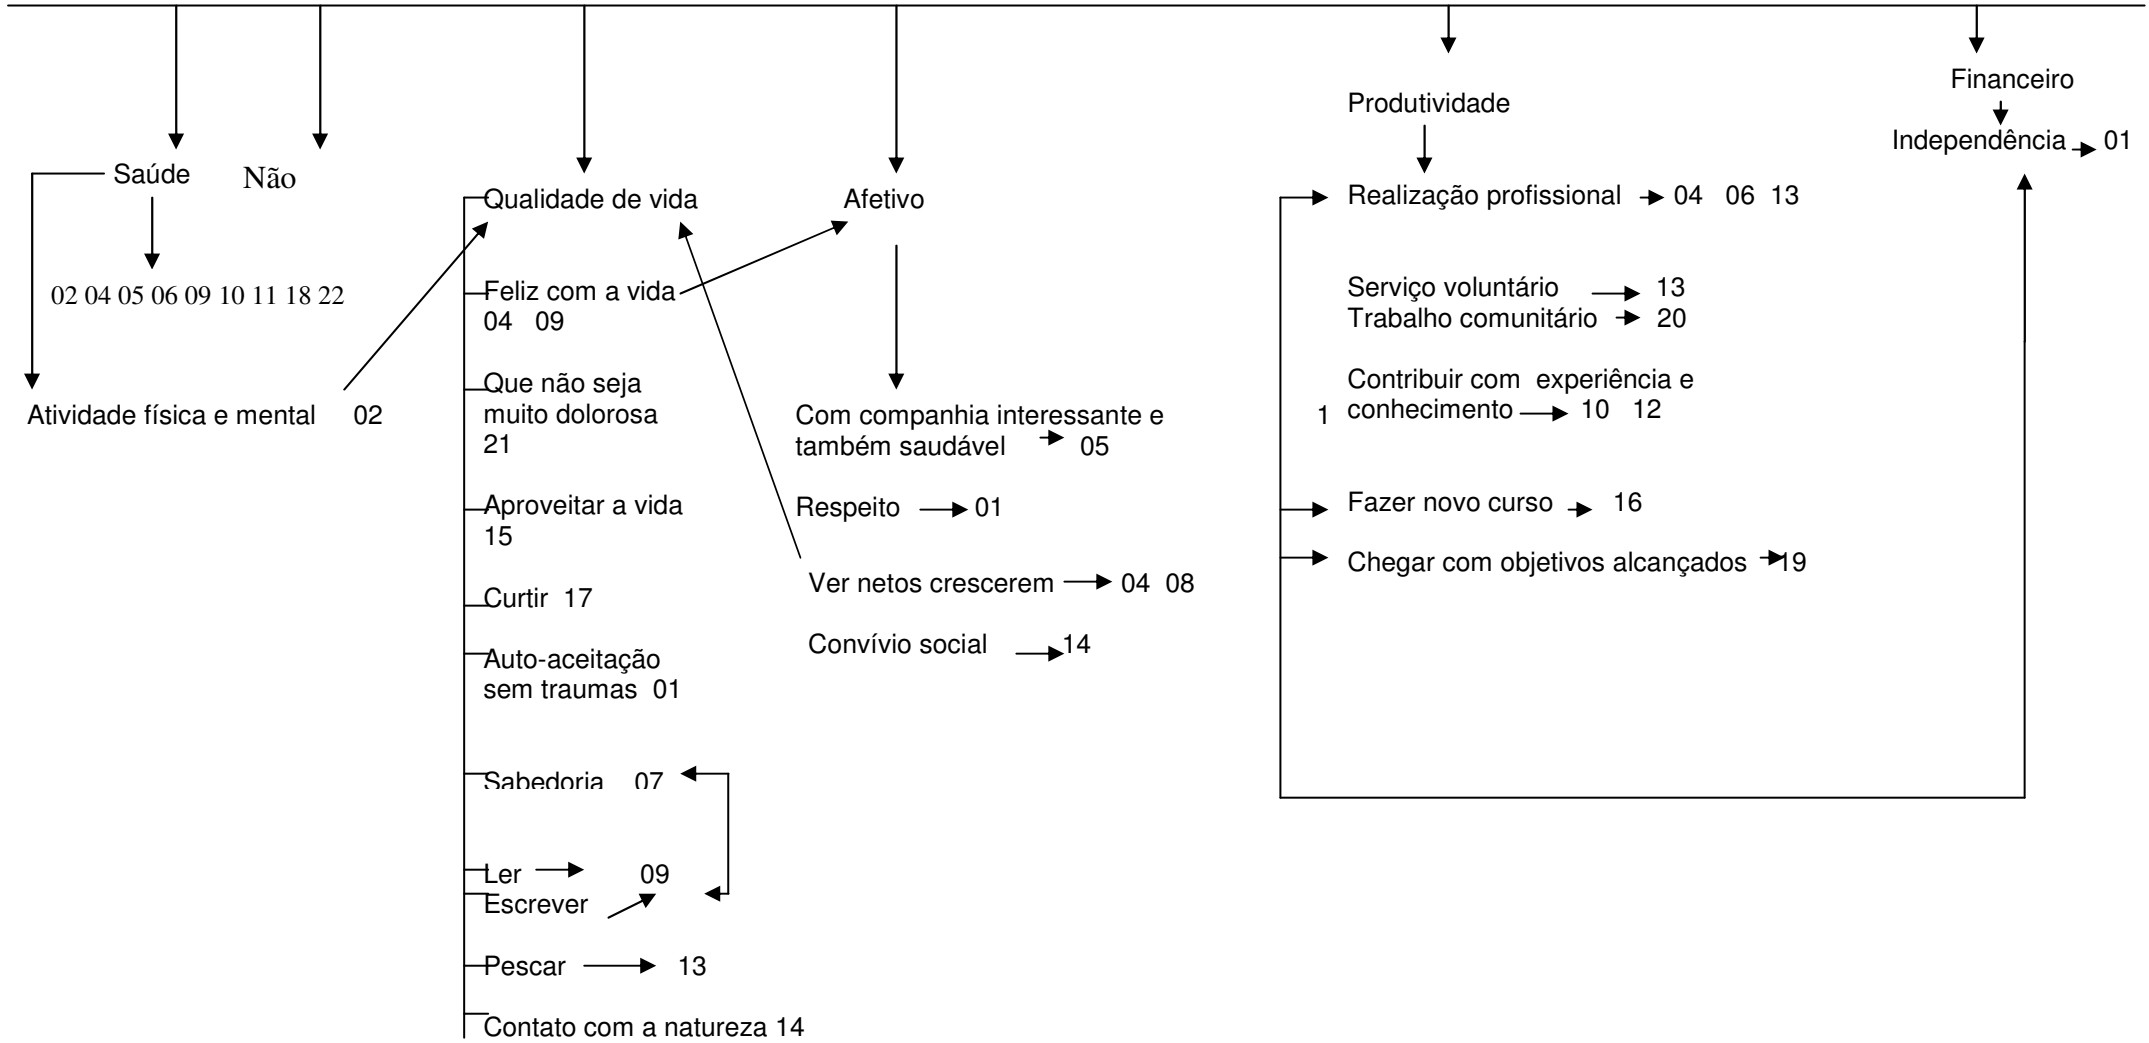 Saúde
02 04 05 06 09 10 11 18 22
Atividade física e mental 02
Não
Qualidade de vida
Feliz com a vida
04 09
Que não seja
muito dolorosa
21
Aproveitar a vida
15
Curtir 17
Auto-aceitação
sem traumas 01
Sabedoria 07
Ler 09
Escrever
Pescar 13
Contato com a natureza 14
Afetivo
Com companhia interessante e
também saudável 05
Respeito 01
Ver netos crescerem 04 08
Convívio social 14
Produtividade
Realização profissional 04 06 13
Serviço voluntário 13
Trabalho comunitário 20
Contribuir com experiência e
1 conhecimento 10 12
Fazer novo curso 16
Chegar com objetivos alcançados 19
Financeiro
Independência 01